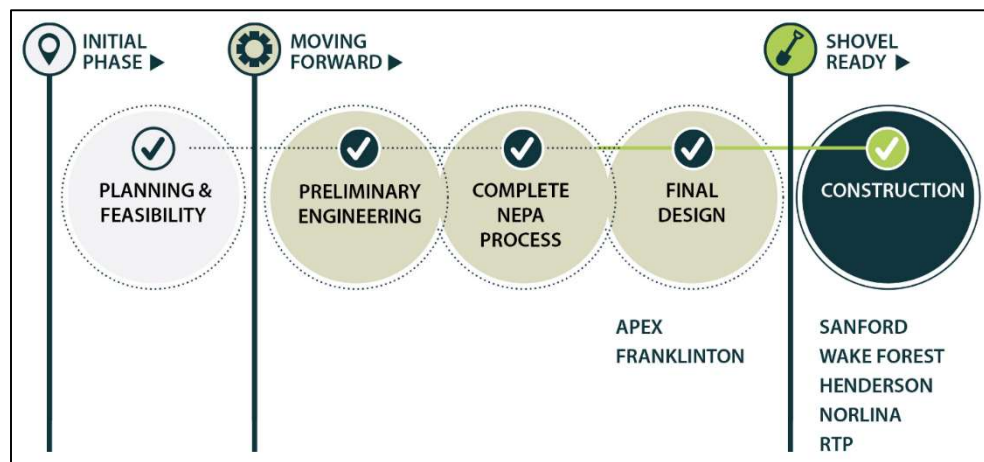 INITIAL
PHASE ▶
MOVING
FORWARD ▶
SHOVEL
READY ▶
PLANNING &
FEASIBILITY
PRELIMINARY
ENGINEERING
COMPLETE
NEPA
PROCESS
FINAL
DESIGN
CONSTRUCTION
APEX
FRANKLINTON
SANFORD
WAKE FOREST
HENDERSON
NORLINA
RTP